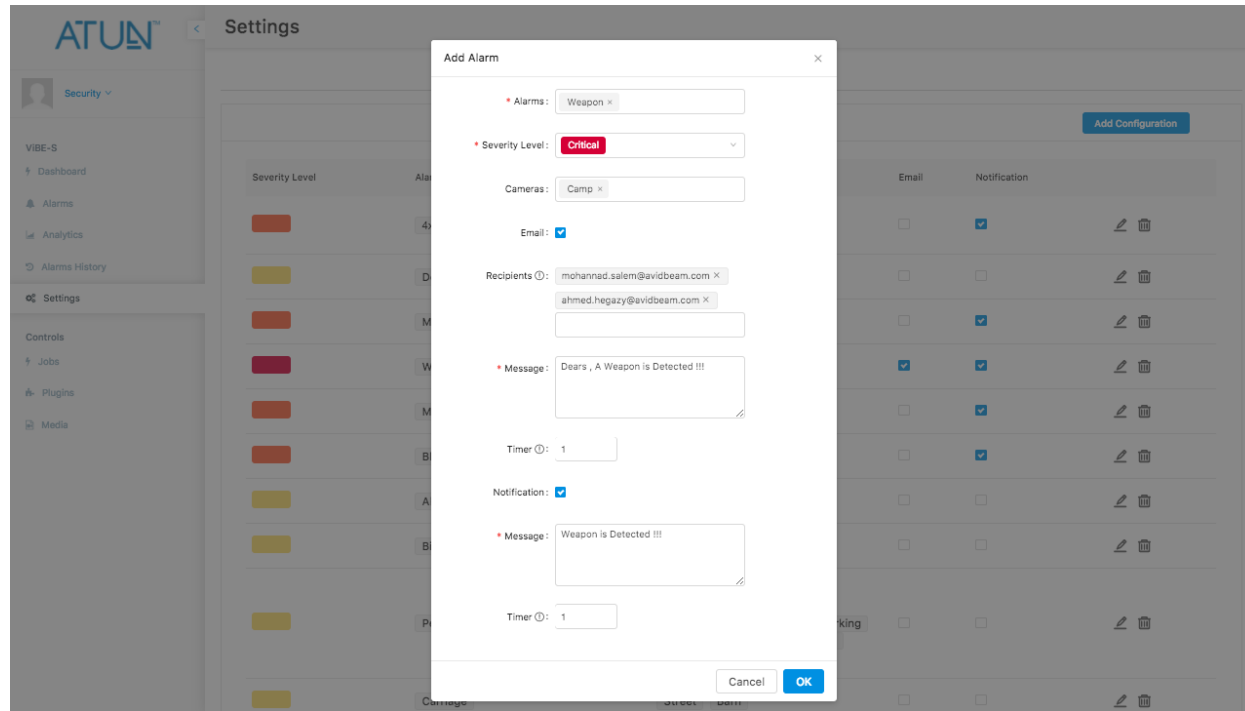 ATUN™
Settings
Security
ViBE-S
Dashboard
Alarms
Analytics
Alarms History
Settings
Controls
Jobs
Plugins
Media
Add Configuration
Severity Level
Email Notification
Add Alarm
* Alarms: Weapon ×
* Severity Level: Critical
Cameras: Camp ×
Email:
Recipients: mohannad.salem@avidbeam.com ×
ahmed.hegazy@avidbeam.com ×
* Message: Dears , A Weapon is Detected !!!
Timer: 1
Notification:
* Message: Weapon is Detected !!!
Timer: 1
Cancel OK
Carriage Street Barn